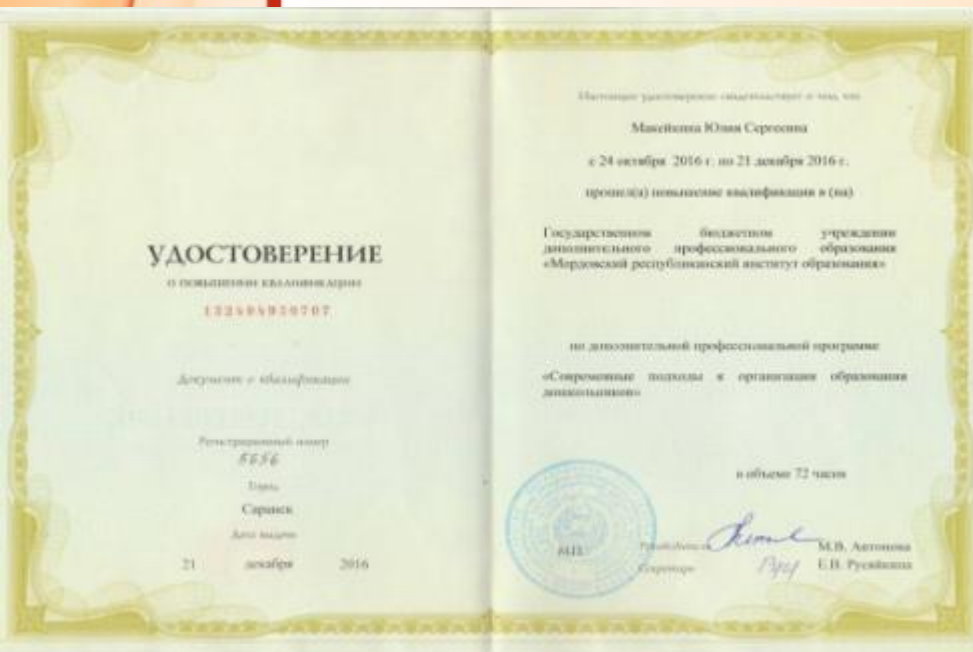 УДОСТОВЕРЕНИЕ
о повышении квалификации
Документ о квалификации
Регистрационный номер
5656
Город
Саранск
Дата выдачи
21 декабря 2016
Настоящее удостоверение свидетельствует о том, что
Макейкина Юлия Сергеевна
с 24 октября 2016 г. по 21 декабря 2016 г.
прошел(а) повышение квалификации в (на)
Государственном бюджетном учреждении
дополнительного профессионального образования
«Мордовский республиканский институт образования»
по дополнительной профессиональной программе
«Современные подходы к организации образования
дошкольников»
в объеме 72 часов
М.П.
Руководитель М.В. Антонова
Секретарь Е.В. Русяйкина